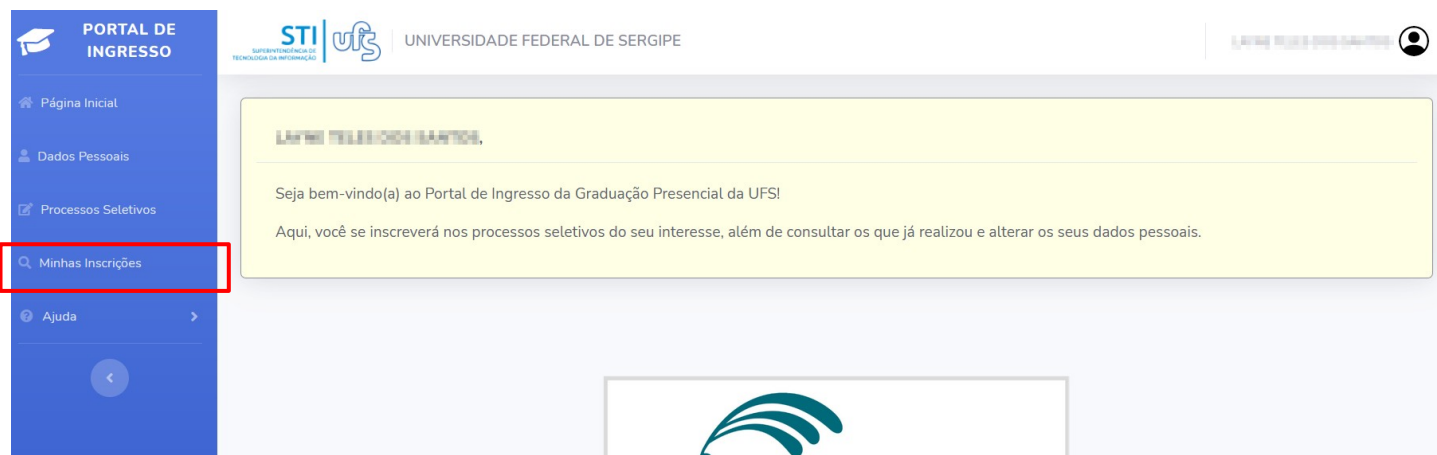 PORTAL DE
INGRESSO
STI
SUPERINTENDÊNCIA DE
TECNOLOGIA DA INFORMAÇÃO
ufs
UNIVERSIDADE FEDERAL DE SERGIPE
Página Inicial
Dados Pessoais
Processos Seletivos
Minhas Inscrições
Ajuda
Seja bem-vindo(a) ao Portal de Ingresso da Graduação Presencial da UFS!
Aqui, você se inscreverá nos processos seletivos do seu interesse, além de consultar os que já realizou e alterar os seus dados pessoais.